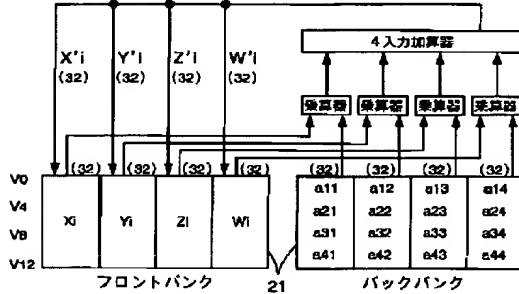 4入力加算器
X'i Y'i Z'i W'i
(32) (32) (32) (32)
乗算器 乗算器 乗算器 乗算器
(32) (32) (32) (32) (32) (32) (32) (32)
V0 Xi Yi Zi Wi a11 a12 a13 a14
V4 a21 a22 a23 a24
V8 a31 a32 a33 a34
V12 a41 a42 a43 a44
フロントバンク 21 バックバンク